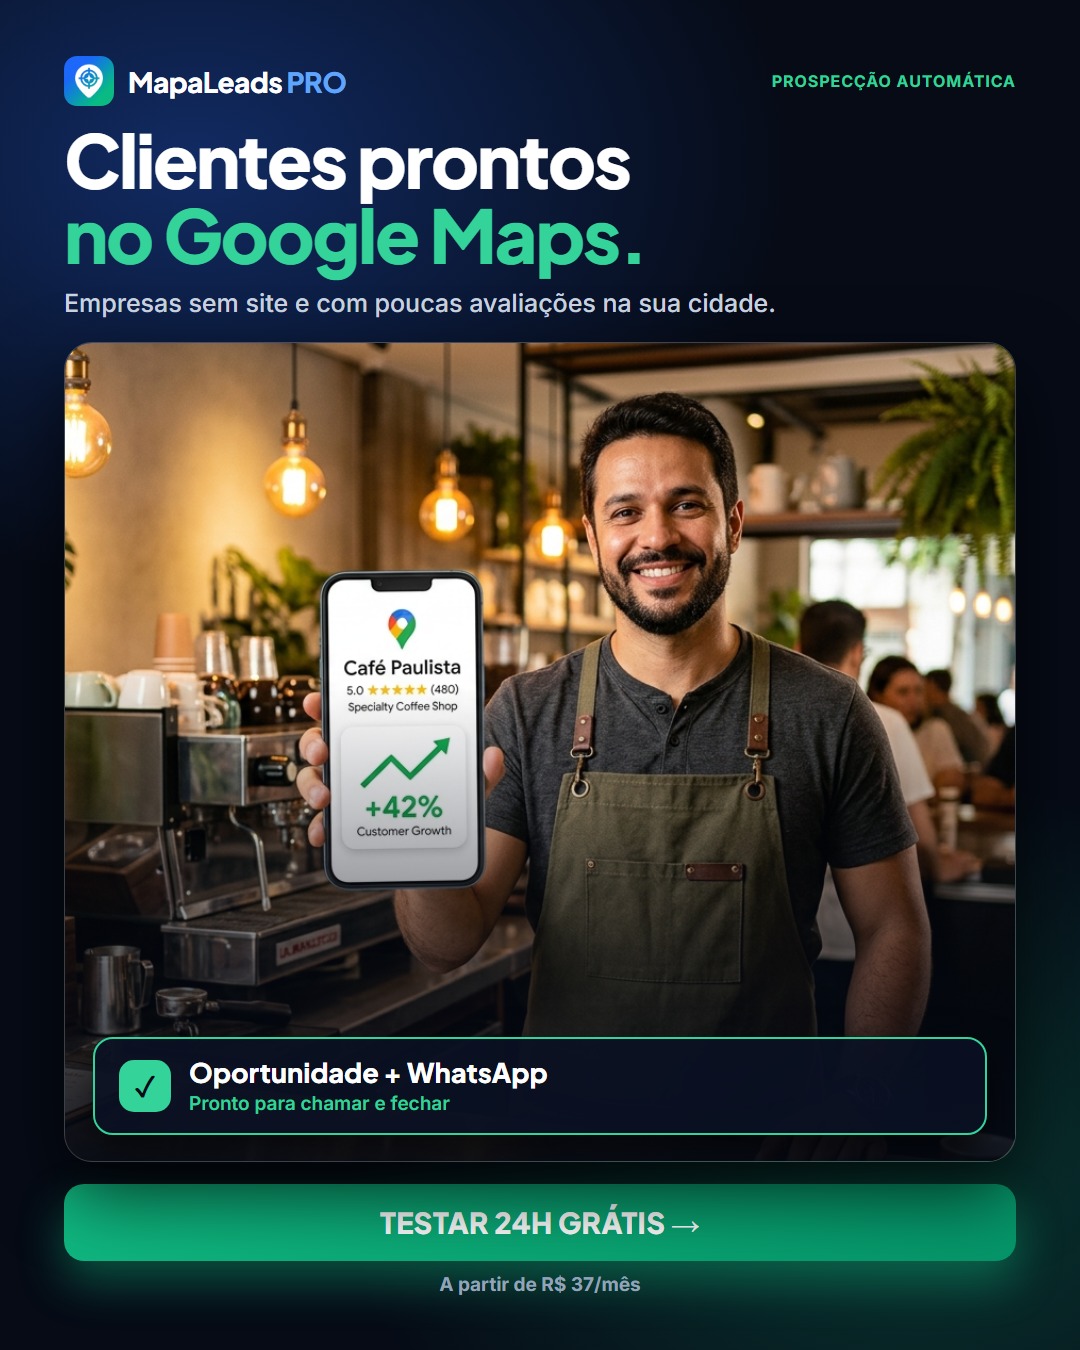 MapaLeads PRO
PROSPECÇÃO AUTOMÁTICA
Clientes prontos
no Google Maps.
Empresas sem site e com poucas avaliações na sua cidade.
Café Paulista
5.0 ★★★★★ (480)
Specialty Coffee Shop
+42%
Customer Growth
Oportunidade + WhatsApp
Pronto para chamar e fechar
TESTAR 24H GRÁTIS →
A partir de R$ 37/mês